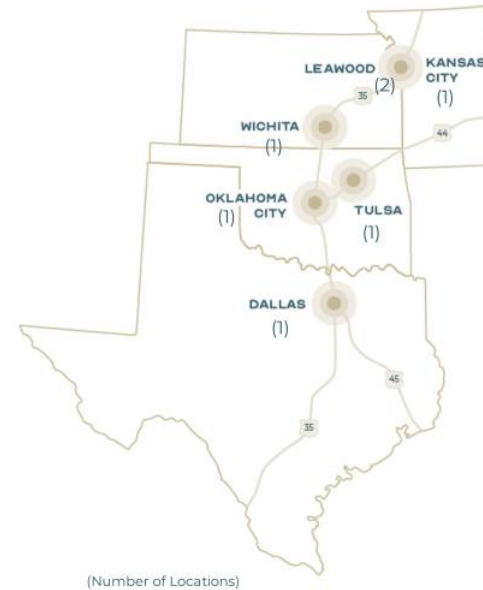 LEAWOOD
(2)
KANSAS
CITY
(1)
35
44
WICHITA
(1)
OKLAHOMA
CITY
(1)
TULSA
(1)
DALLAS
(1)
45
35
(Number of Locations)